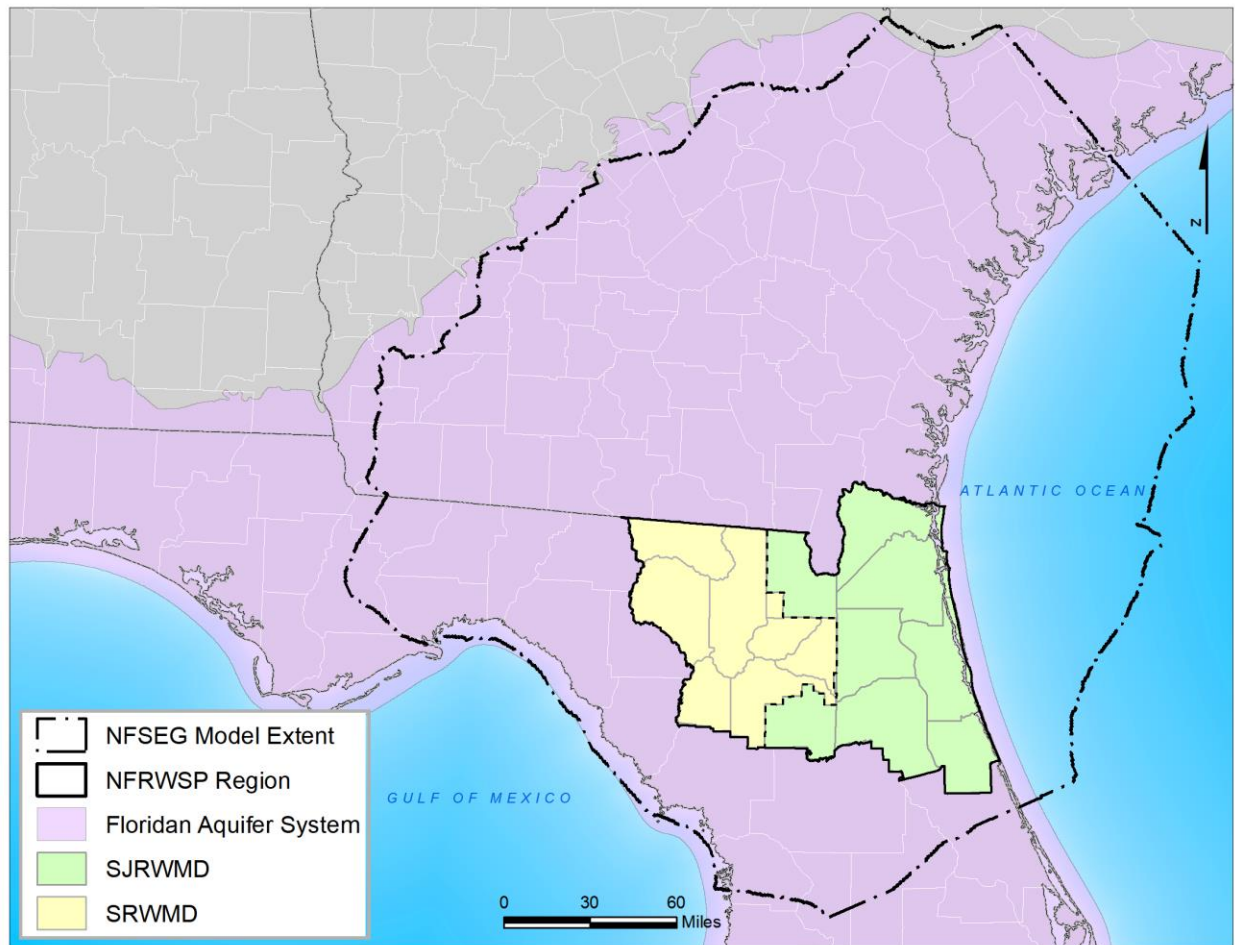 N
ATLANTIC OCEAN
GULF OF MEXICO
NFSEG Model Extent
NFRWSP Region
Floridan Aquifer System
SJRWMD
SRWMD
0 30 60
Miles